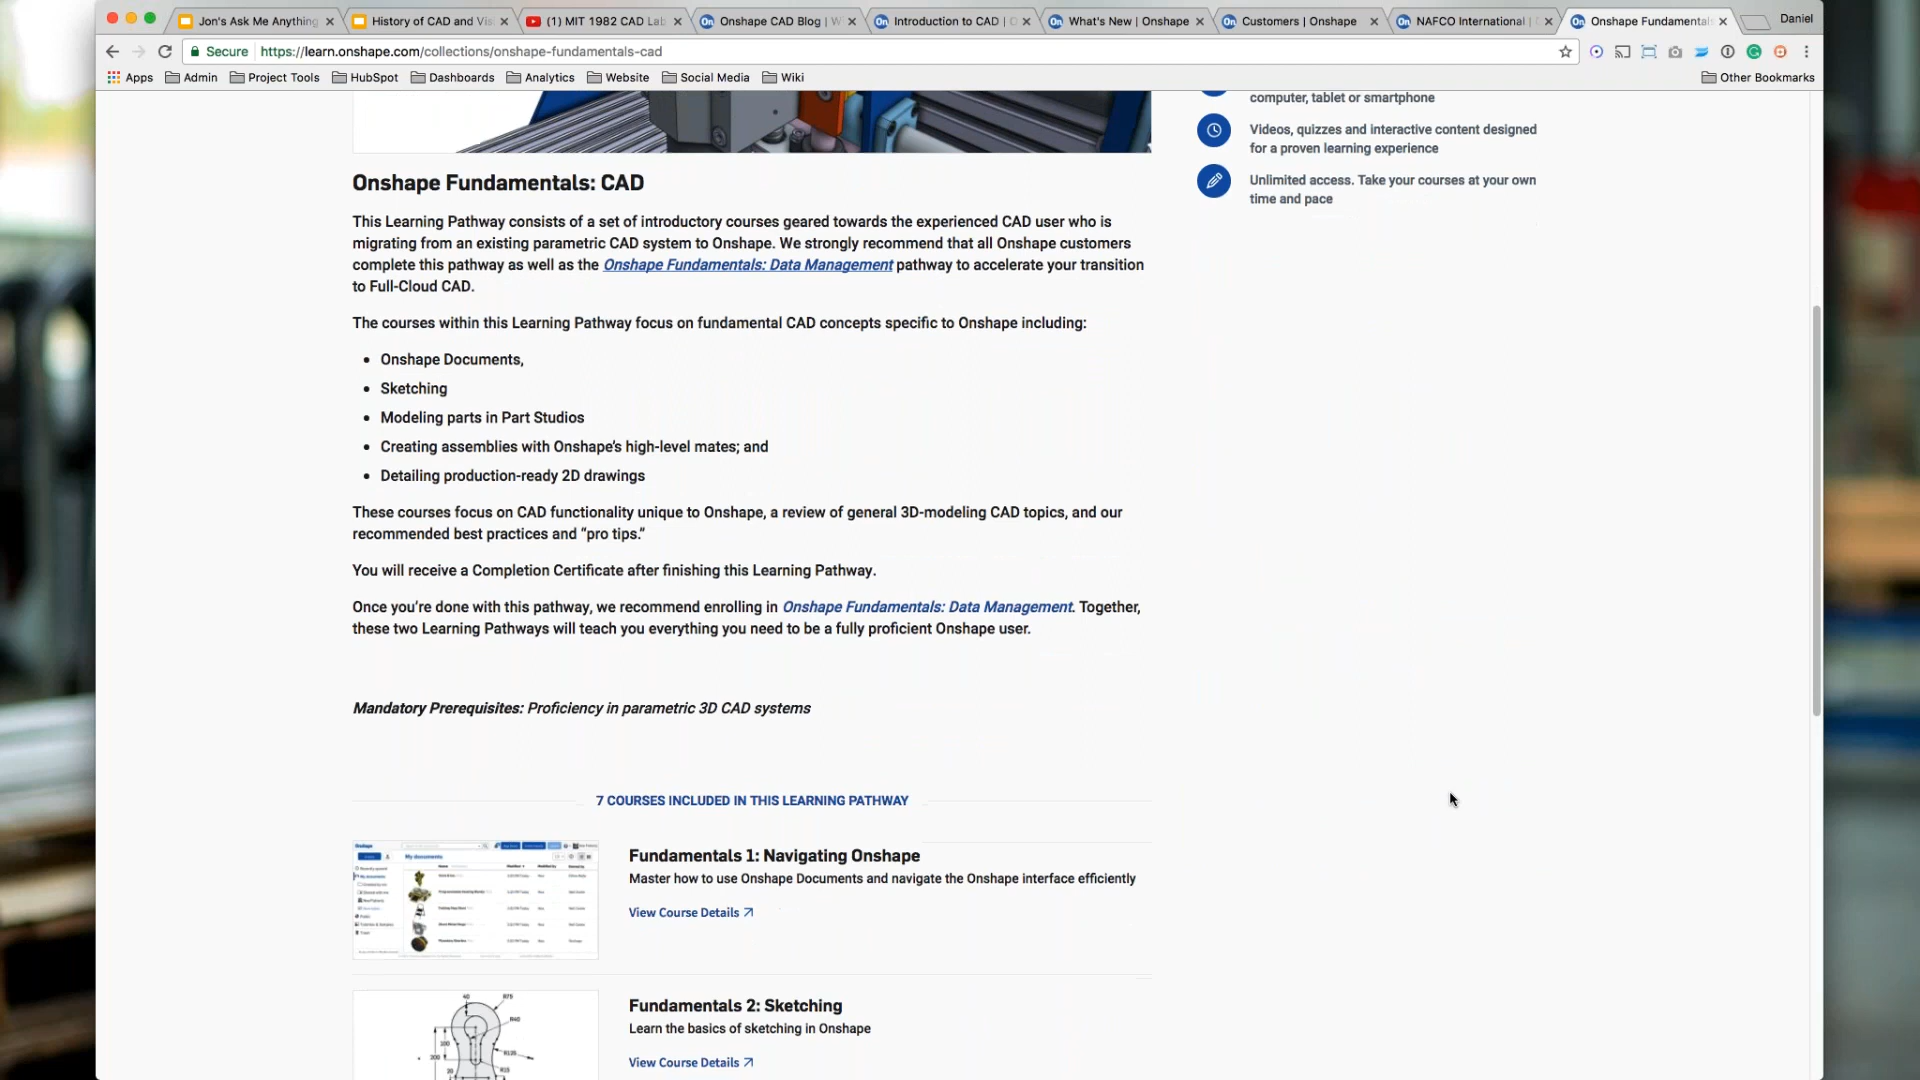 Jon's Ask Me Anything
History of CAD and Vis
(1) MIT 1982 CAD Lab
Onshape CAD Blog | W
Introduction to CAD | O
What's New | Onshape
Customers | Onshape
NAFCO International |
Onshape Fundamentals
Daniel
Secure
https://learn.onshape.com/collections/onshape-fundamentals-cad
Apps
Admin
Project Tools
HubSpot
Dashboards
Analytics
Website
Social Media
Wiki
Other Bookmarks
computer, tablet or smartphone
Videos, quizzes and interactive content designed
for a proven learning experience
Unlimited access. Take your courses at your own
time and pace
Onshape Fundamentals: CAD
This Learning Pathway consists of a set of introductory courses geared towards the experienced CAD user who is
migrating from an existing parametric CAD system to Onshape. We strongly recommend that all Onshape customers
complete this pathway as well as the Onshape Fundamentals: Data Management pathway to accelerate your transition
to Full-Cloud CAD.
The courses within this Learning Pathway focus on fundamental CAD concepts specific to Onshape including:
• Onshape Documents,
• Sketching
• Modeling parts in Part Studios
• Creating assemblies with Onshape's high-level mates; and
• Detailing production-ready 2D drawings
These courses focus on CAD functionality unique to Onshape, a review of general 3D-modeling CAD topics, and our
recommended best practices and “pro tips.”
You will receive a Completion Certificate after finishing this Learning Pathway.
Once you're done with this pathway, we recommend enrolling in Onshape Fundamentals: Data Management. Together,
these two Learning Pathways will teach you everything you need to be a fully proficient Onshape user.
Mandatory Prerequisites: Proficiency in parametric 3D CAD systems
7 COURSES INCLUDED IN THIS LEARNING PATHWAY
Onshape
My documents
Fundamentals 1: Navigating Onshape
Master how to use Onshape Documents and navigate the Onshape interface efficiently
View Course Details
40
R75
R40
100
200
R135
R15
Fundamentals 2: Sketching
Learn the basics of sketching in Onshape
View Course Details